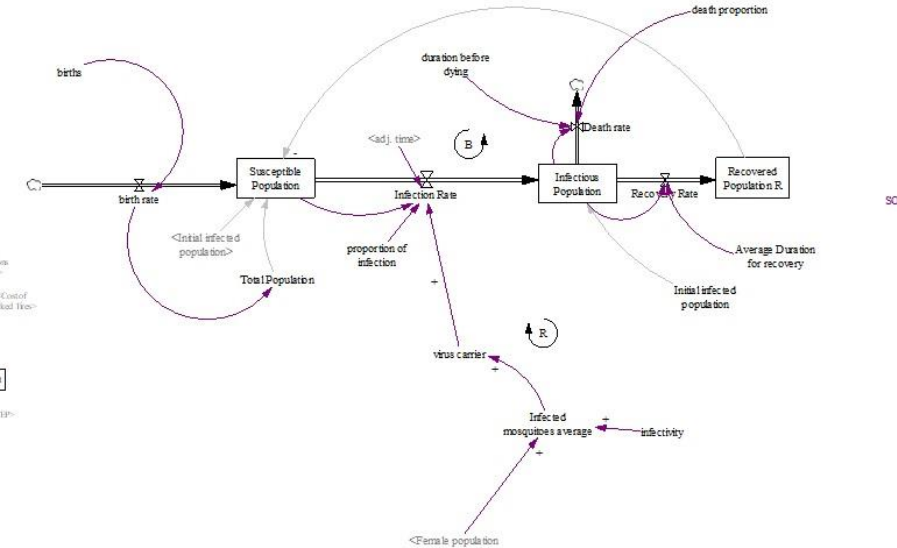 death proportion
duration before
dying
births
Death rate
<adj. time>
B
Susceptible
Population
-
Infectious
Population
Recovered
Population R
birth rate
Infection Rate
Recovery Rate
SC
<Initial infected
population>
proportion of
infection
Average Duration
for recovery
Total Population
Initial infected
population
+
R
virus carrier
+
Infected
mosquitoes average
+
infectivity
+
<Female population